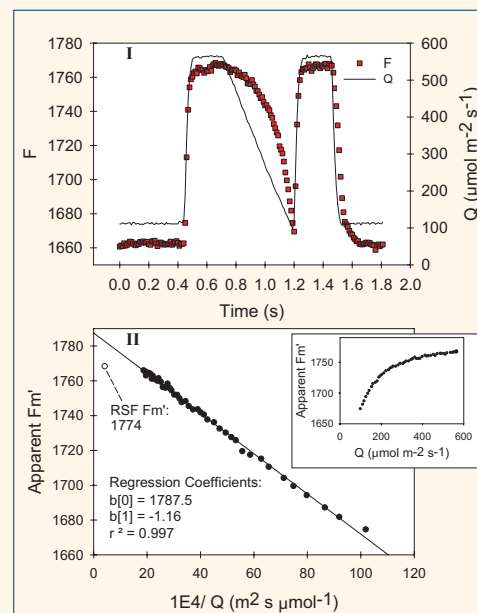 I
F
Q
1780
1760
1740
1720
1700
1680
1660
F
600
500
400
300
200
100
0
Q (µmol m-2 s-1)
0.0 0.2 0.4 0.6 0.8 1.0 1.2 1.4 1.6 1.8 2.0
Time (s)
II
1780
1760
1740
1720
1700
1680
1660
Apparent Fm'
RSF Fm':
1774
Regression Coefficients:
b[0] = 1787.5
b[1] = -1.16
r ² = 0.997
1750
1700
1650
Apparent Fm'
0 200 400 600
Q (µmol m-2 s-1)
0 20 40 60 80 100 120
1E4/ Q (m² s µmol-1)